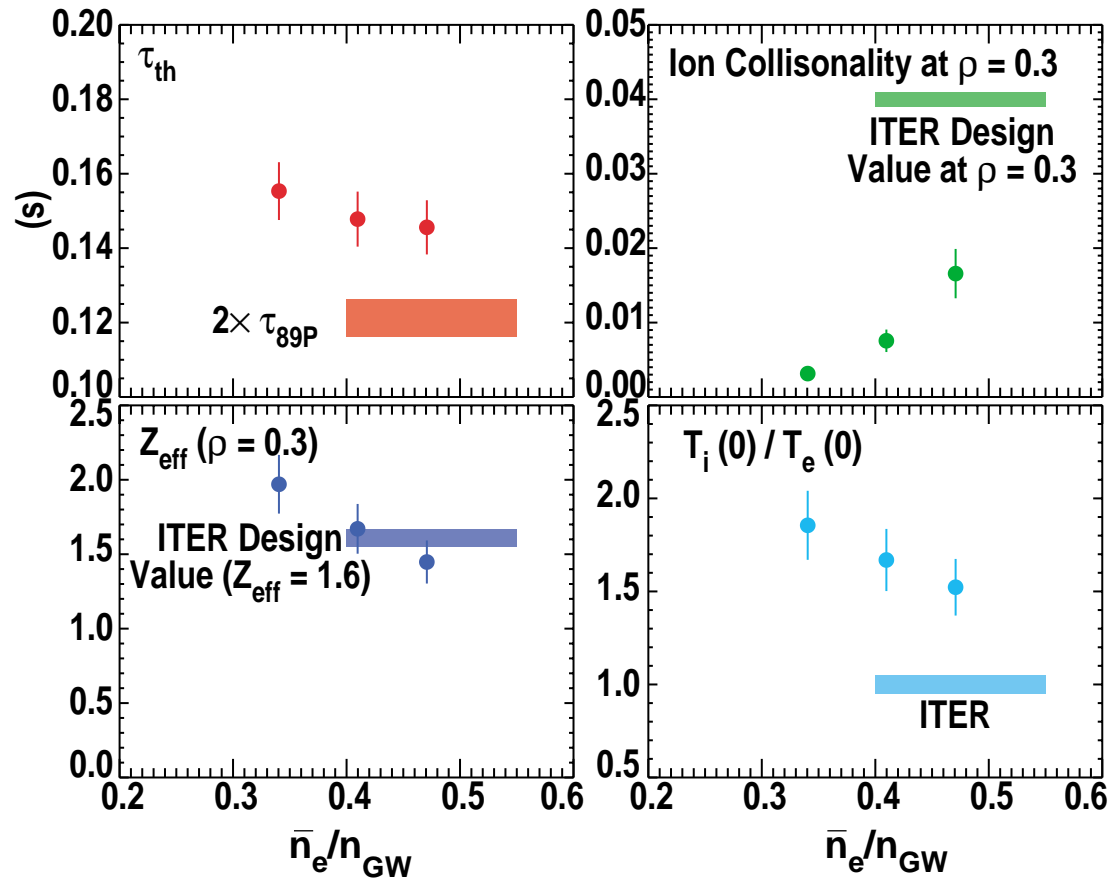 0.20
0.18
0.16
0.14
0.12
0.10
(s)
τth
2× τ89P
0.05
0.04
0.03
0.02
0.01
0.00
Ion Collisonality at ρ = 0.3
ITER Design
Value at ρ = 0.3
2.5
2.0
1.5
1.0
0.5
0.0
Zeff (ρ = 0.3)
ITER Design
Value (Zeff = 1.6)
0.2 0.3 0.4 0.5 0.6
n̄e/nGW
2.5
2.0
1.5
1.0
0.5
Ti (0) / Te (0)
ITER
0.2 0.3 0.4 0.5 0.6
n̄e/nGW